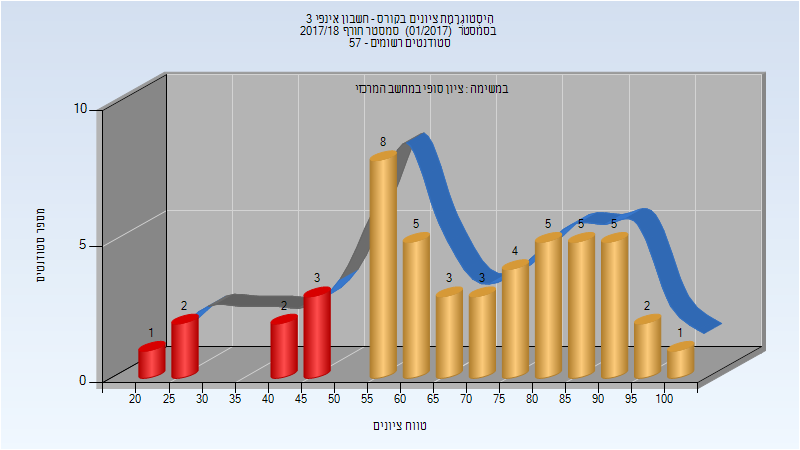 היסטוגרמת ציונים בקורס - חשבון אינפי 3
בסמסטר (01/2017) סמסטר חורף 2017/18
סטודנטים רשומים - 57
במשימה : ציון סופי במחשב המרכזי
מספר סטודנטים
10
5
0
1
2
2
3
8
5
3
3
4
5
5
5
2
1
20 25 30 35 40 45 50 55 60 65 70 75 80 85 90 95 100
טווח ציונים